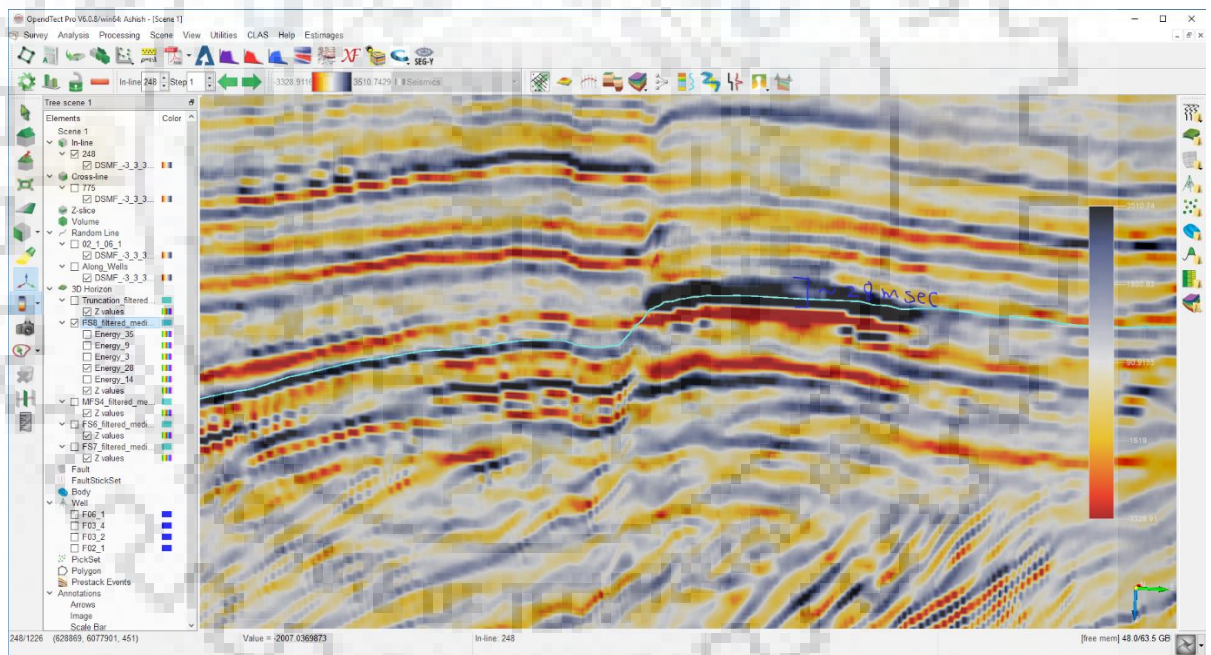 OpendTect Pro V6.0.8/win64: Ashish - [Scene 1]
Survey Analysis Processing Scene View Utilities CLAS Help Estimages
SEG-Y
In-line 248 Step 1 3510.7429 Seismics
Tree scene 1
Elements Color
Scene 1
In-line
248
DSMF_-3_3_3...
Cross-line
775
DSMF_-3_3_3...
Z-slice
Volume
Random Line
02_1_06_1
DSMF_-3_3_3...
Along_Wells
DSMF_-3_3_3...
3D Horizon
Truncation_filtered...
Z values
FS8_filtered_medi...
Energy_35
Energy_9
Energy_3
Energy_28
Energy_14
Z values
MFS4_filtered_me...
Z values
FS6_filtered_medi...
Z values
FS7_filtered_medi...
Z values
Fault
FaultStickSet
Body
Well
F06_1
F03_4
F03_2
F02_1
PickSet
Polygon
Prestack Events
Annotations
Arrows
Image
Scale Bar
msec
3510.74
-1619
-3328.91
248/1226 (628869, 6077901, 451) Value = -2007.0369873 In-line: 248 [free mem] 48.0/63.5 GB